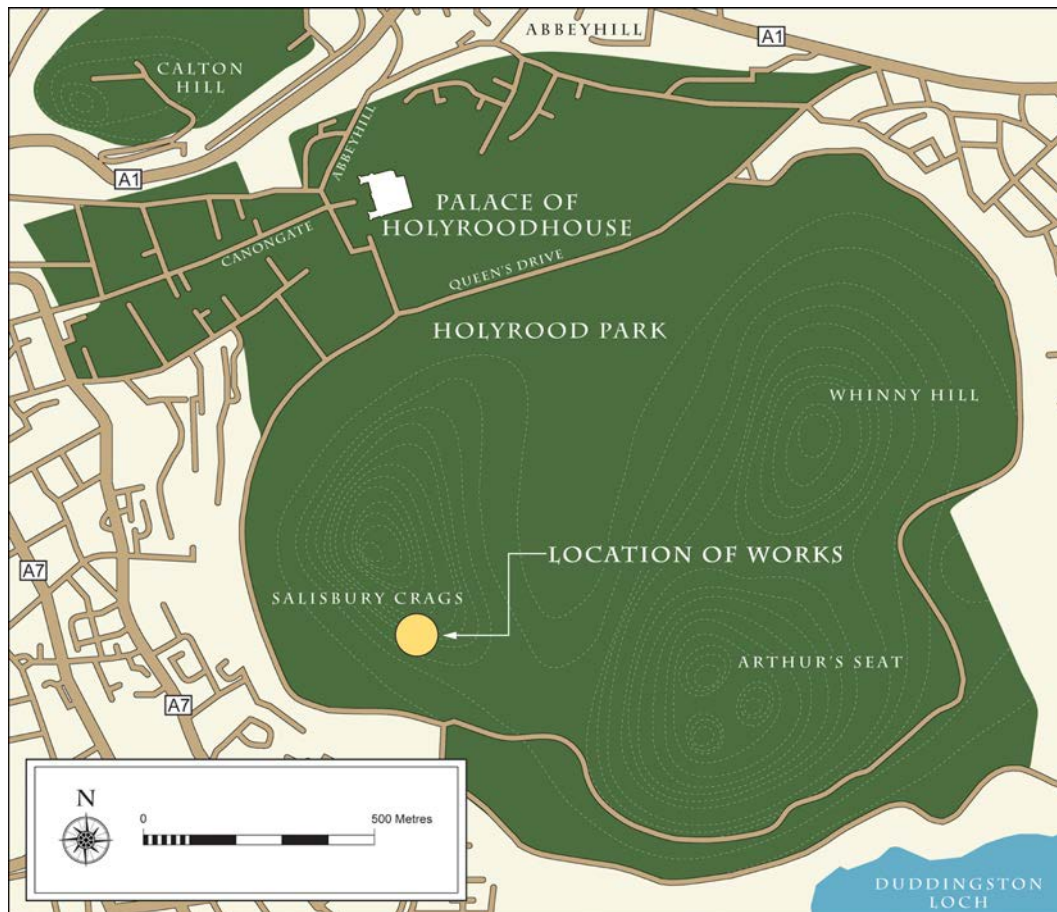 ABBEYHILL
A1
CALTON
HILL
A1
ABBEYHILL
PALACE OF
HOLYROODHOUSE
CANONGATE
QUEEN'S DRIVE
HOLYROOD PARK
WHINNY HILL
LOCATION OF WORKS
A7
SALISBURY CRAGS
ARTHUR'S SEAT
A7
N
0
500 Metres
DUDDINGSTON
LOCH